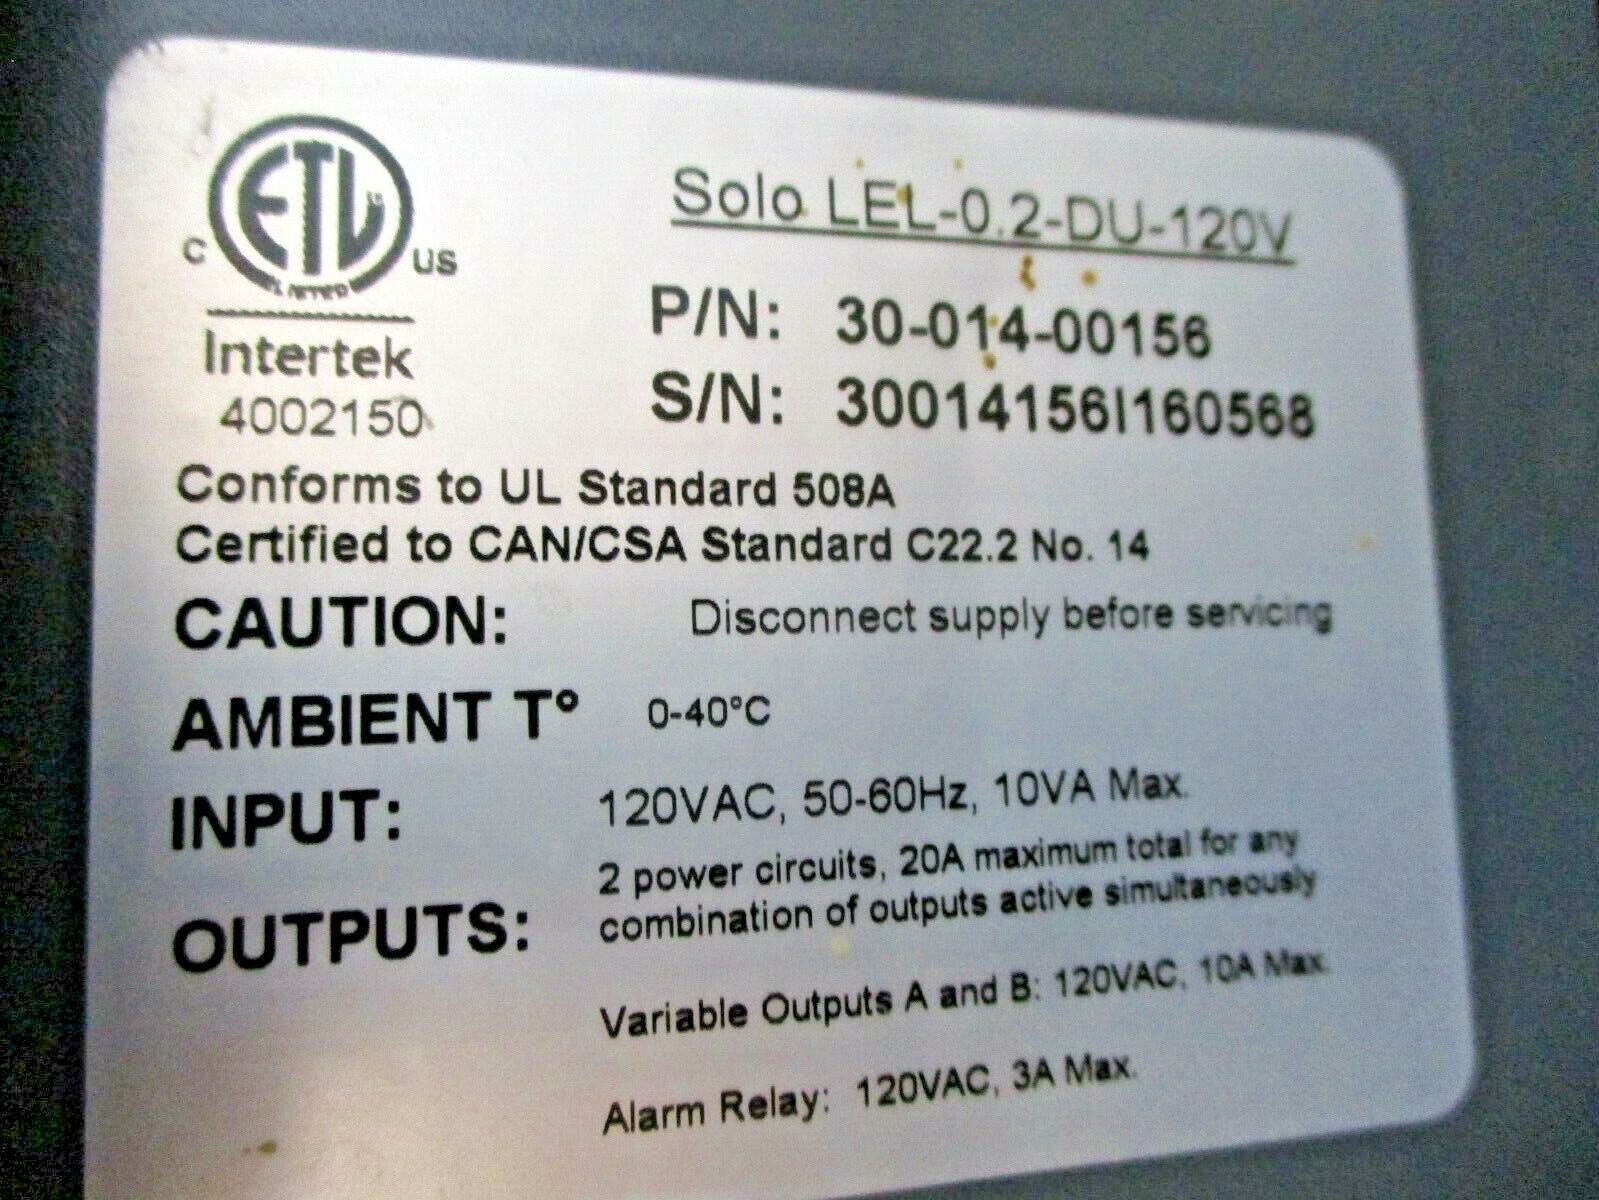 Solo LEL-0.2-DU-120V
ETL
C US
LISTED
Intertek
4002150
P/N: 30-014-00156
S/N: 30014156I160568
Conforms to UL Standard 508A
Certified to CAN/CSA Standard C22.2 No. 14
CAUTION: Disconnect supply before servicing
AMBIENT T° 0-40°C
INPUT: 120VAC, 50-60Hz, 10VA Max.
OUTPUTS: 2 power circuits, 20A maximum total for any
combination of outputs active simultaneously
Variable Outputs A and B: 120VAC, 10A Max.
Alarm Relay: 120VAC, 3A Max.